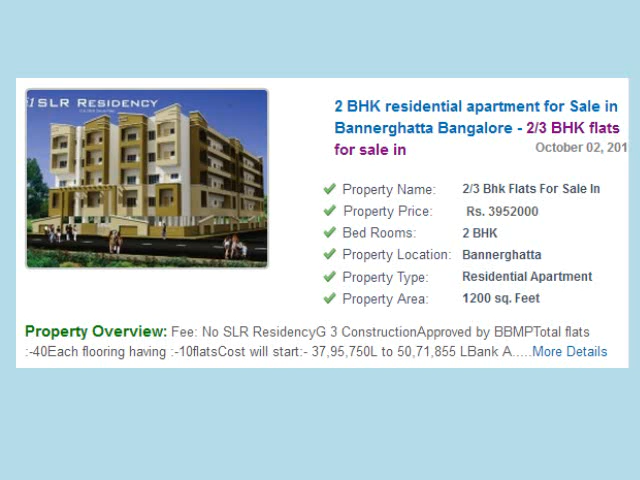 SLR RESIDENCY
2 BHK residential apartment for Sale in
Bannerghatta Bangalore - 2/3 BHK flats
for sale in
October 02, 201
Property Name: 2/3 Bhk Flats For Sale In
Property Price: Rs. 3952000
Bed Rooms: 2 BHK
Property Location: Bannerghatta
Property Type: Residential Apartment
Property Area: 1200 sq. Feet
Property Overview: Fee: No SLR ResidencyG 3 ConstructionApproved by BBMPTotal flats
:-40Each flooring having :-10flatsCost will start:- 37,95,750L to 50,71,855 LBank A.....More Details